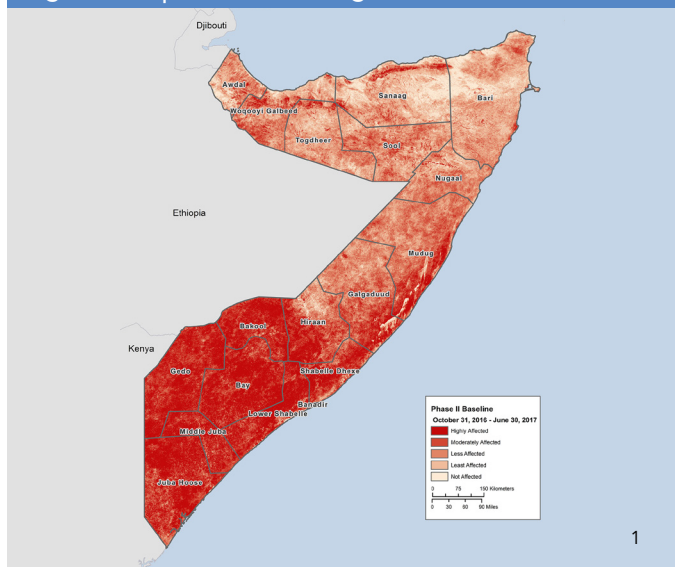 Djibouti
Awdal
Woqooyi Galbeed
Sanaag
Bari
Togdheer
Sool
Nugaal
Ethiopia
Mudug
Galgaduud
Hiraan
Bakool
Kenya
Gedo
Shabelle Dhexe
Bay
Banadir
Lower Shabelle
Middle Juba
Juba Hoose
Phase II Baseline
October 31, 2016 - June 30, 2017
Highly Affected
Moderately Affected
Less Affected
Least Affected
Not Affected
0 75 150 Kilometers
0 30 60 90 Miles
1